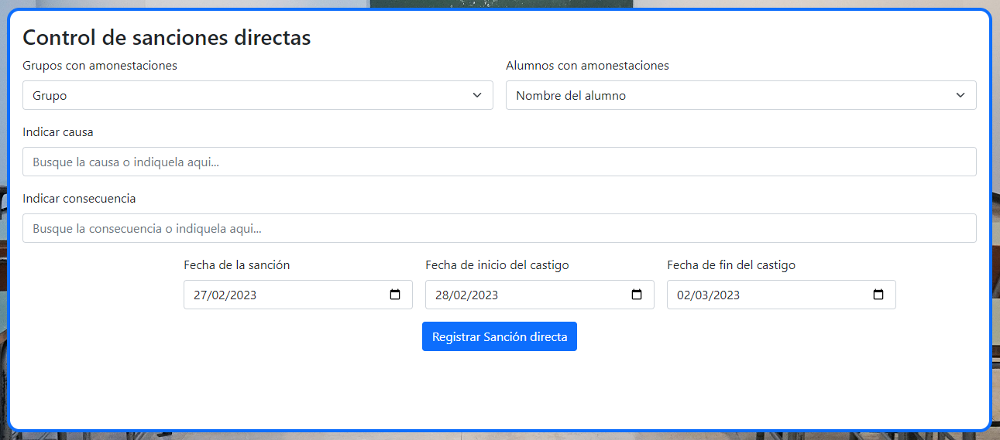 Control de sanciones directas
Grupos con amonestaciones
Alumnos con amonestaciones
Grupo
Nombre del alumno
Indicar causa
Busque la causa o indiquela aqui...
Indicar consecuencia
Busque la consecuencia o indiquela aqui...
Fecha de la sanción
Fecha de inicio del castigo
Fecha de fin del castigo
27/02/2023
28/02/2023
02/03/2023
Registrar Sanción directa